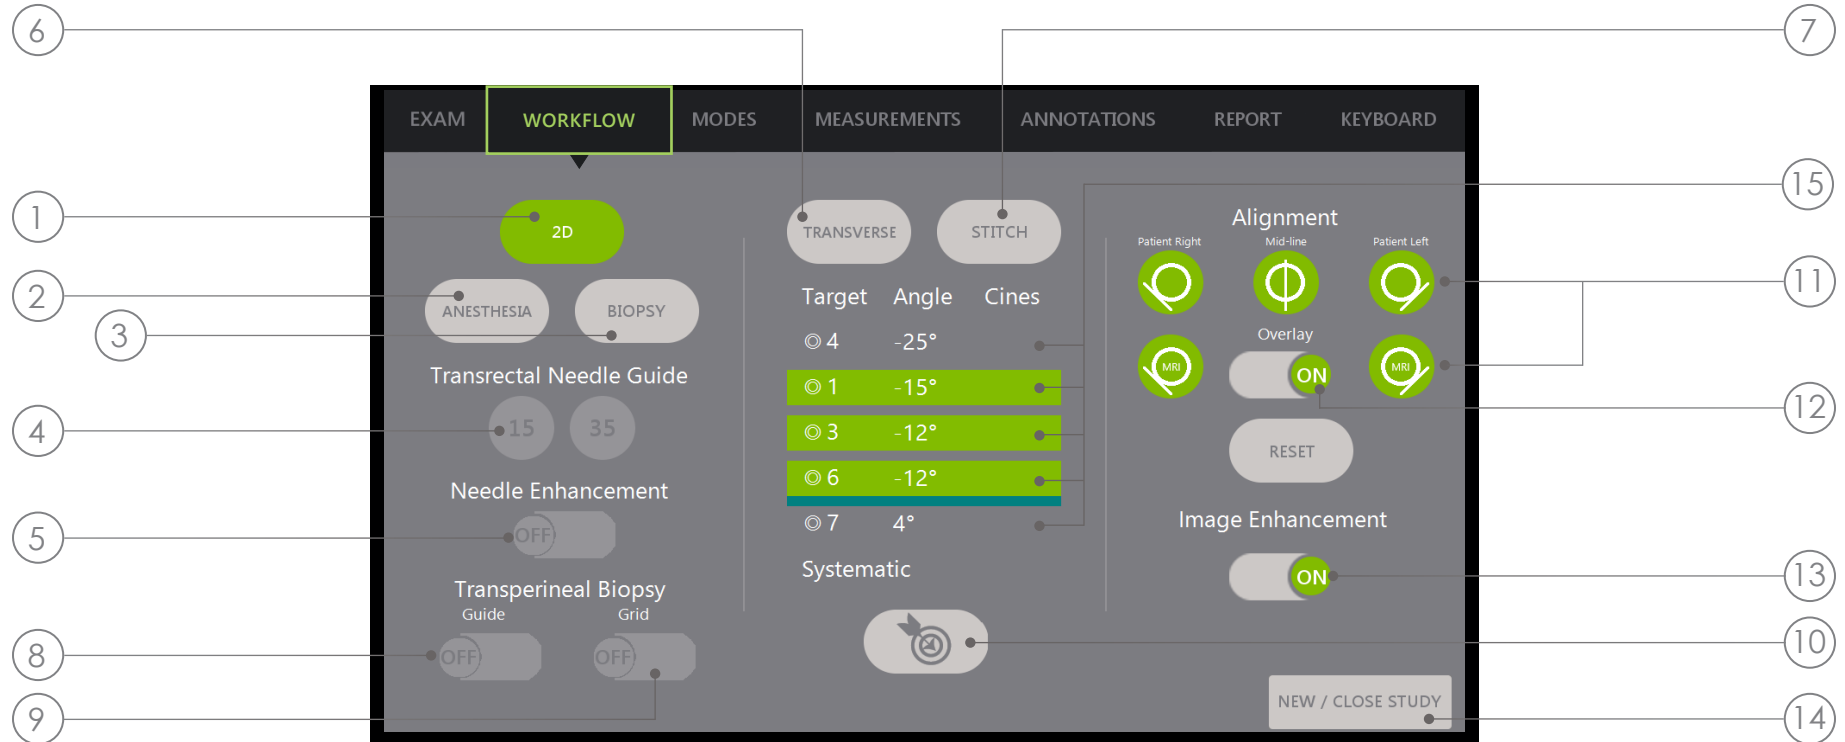 6
7
EXAM WORKFLOW MODES MEASUREMENTS ANNOTATIONS REPORT KEYBOARD
15
1
2D
TRANSVERSE STITCH
Alignment
Patient Right Mid-line Patient Left
2
ANESTHESIA BIOPSY
Target Angle Cines
11
3
4 -25°
Overlay
Transrectal Needle Guide
1 -15°
MRI ON MRI
12
4
15 35
3 -12°
RESET
Needle Enhancement
6 -12°
5
OFF
7 4°
Image Enhancement
Systematic
ON
13
Transperineal Biopsy
Guide Grid
8
OFF OFF
10
9
NEW / CLOSE STUDY
14